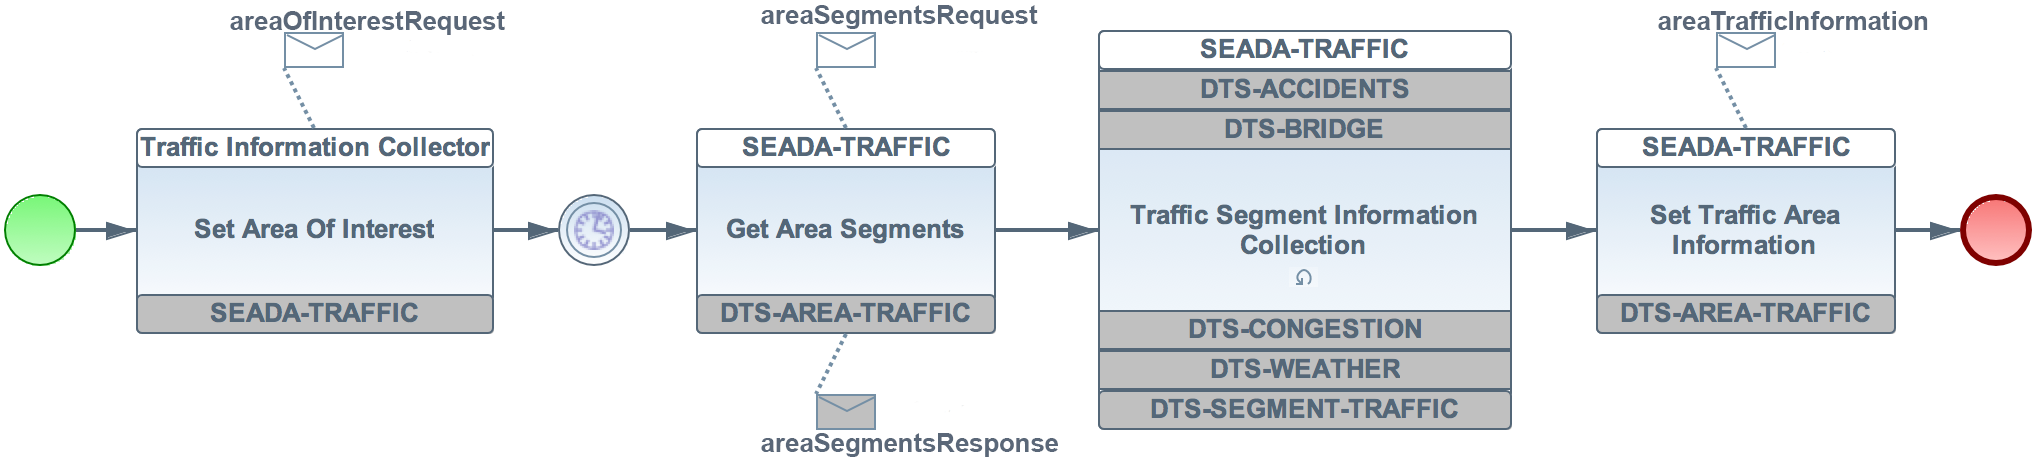 areaOfInterestRequest
Traffic Information Collector
Set Area Of Interest
SEADA-TRAFFIC
areaSegmentsRequest
SEADA-TRAFFIC
Get Area Segments
DTS-AREA-TRAFFIC
areaSegmentsResponse
SEADA-TRAFFIC
DTS-ACCIDENTS
DTS-BRIDGE
Traffic Segment Information
Collection
DTS-CONGESTION
DTS-WEATHER
DTS-SEGMENT-TRAFFIC
areaTrafficInformation
SEADA-TRAFFIC
Set Traffic Area
Information
DTS-AREA-TRAFFIC